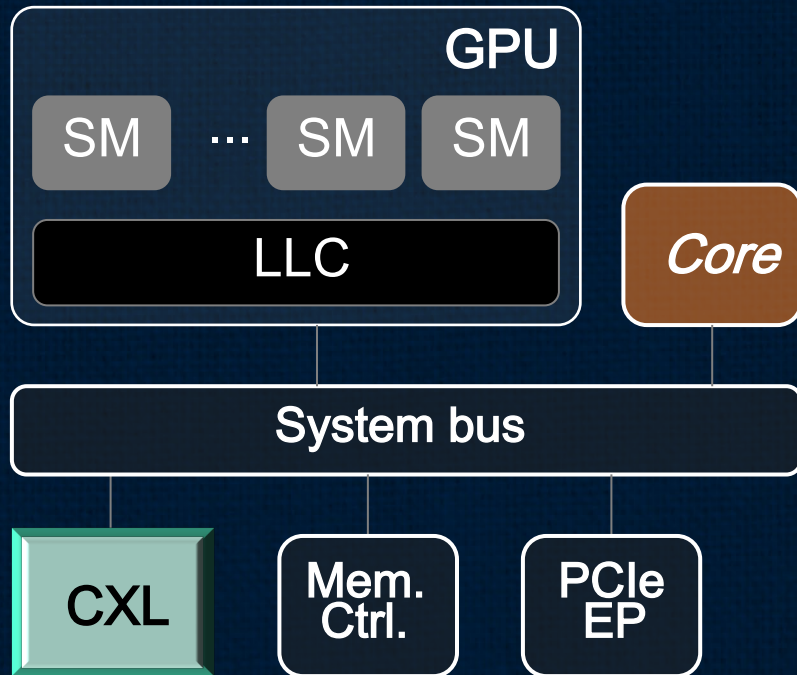 GPU
SM ... SM SM
LLC
Core
System bus
CXL
Mem.
Ctrl.
PCIe
EP